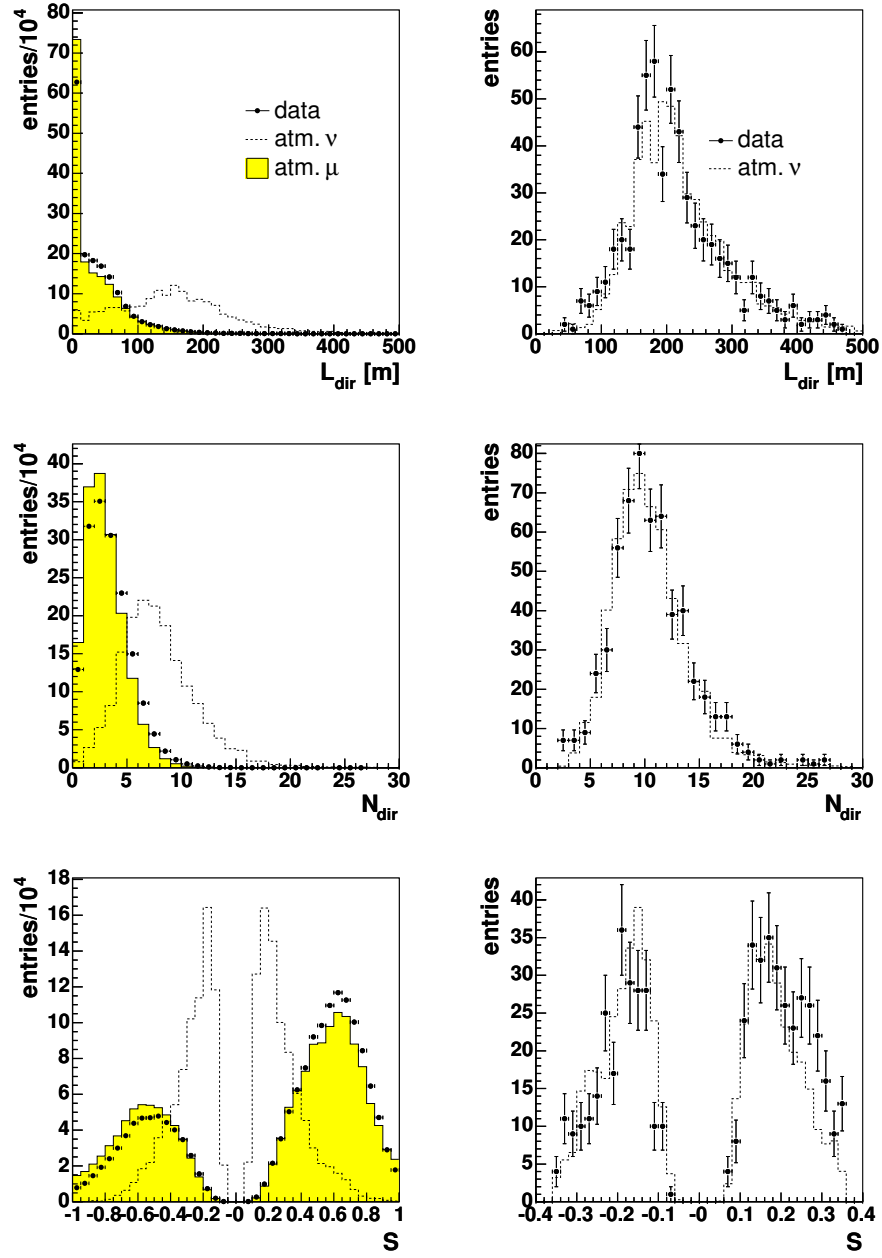 entries/10^4
80
70
60
50
40
30
20
10
0
data
atm. ν
atm. μ
0 100 200 300 400 500
L_dir [m]
entries
60
50
40
30
20
10
0
data
atm. ν
0 100 200 300 400 500
L_dir [m]
entries/10^4
40
35
30
25
20
15
10
5
0
0 5 10 15 20 25 30
N_dir
entries
80
70
60
50
40
30
20
10
0
0 5 10 15 20 25 30
N_dir
entries/10^4
18
16
14
12
10
8
6
4
2
0
-1 -0.8 -0.6 -0.4 -0.2 -0 0.2 0.4 0.6 0.8 1
S
entries
40
35
30
25
20
15
10
5
0
-0.4 -0.3 -0.2 -0.1 -0.0 0.1 0.2 0.3 0.4
S